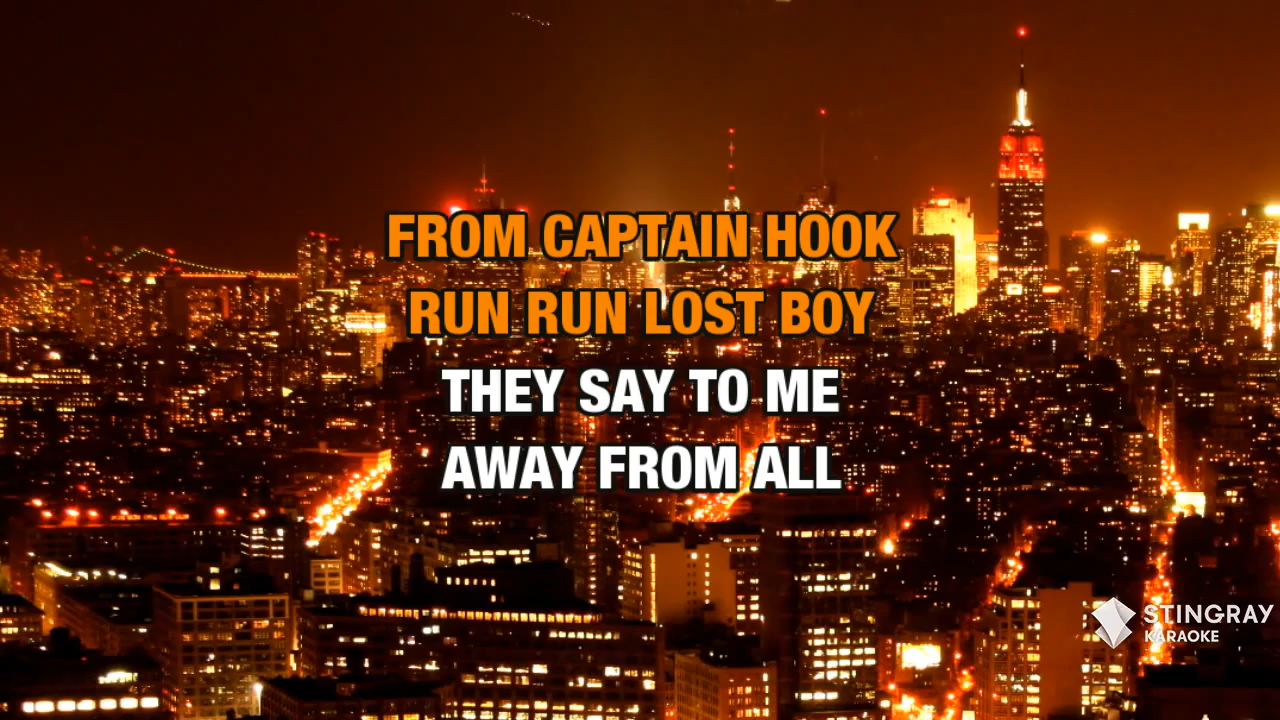 FROM CAPTAIN HOOK
RUN RUN LOST BOY
THEY SAY TO ME
AWAY FROM ALL
STINGRAY
KARAOKE